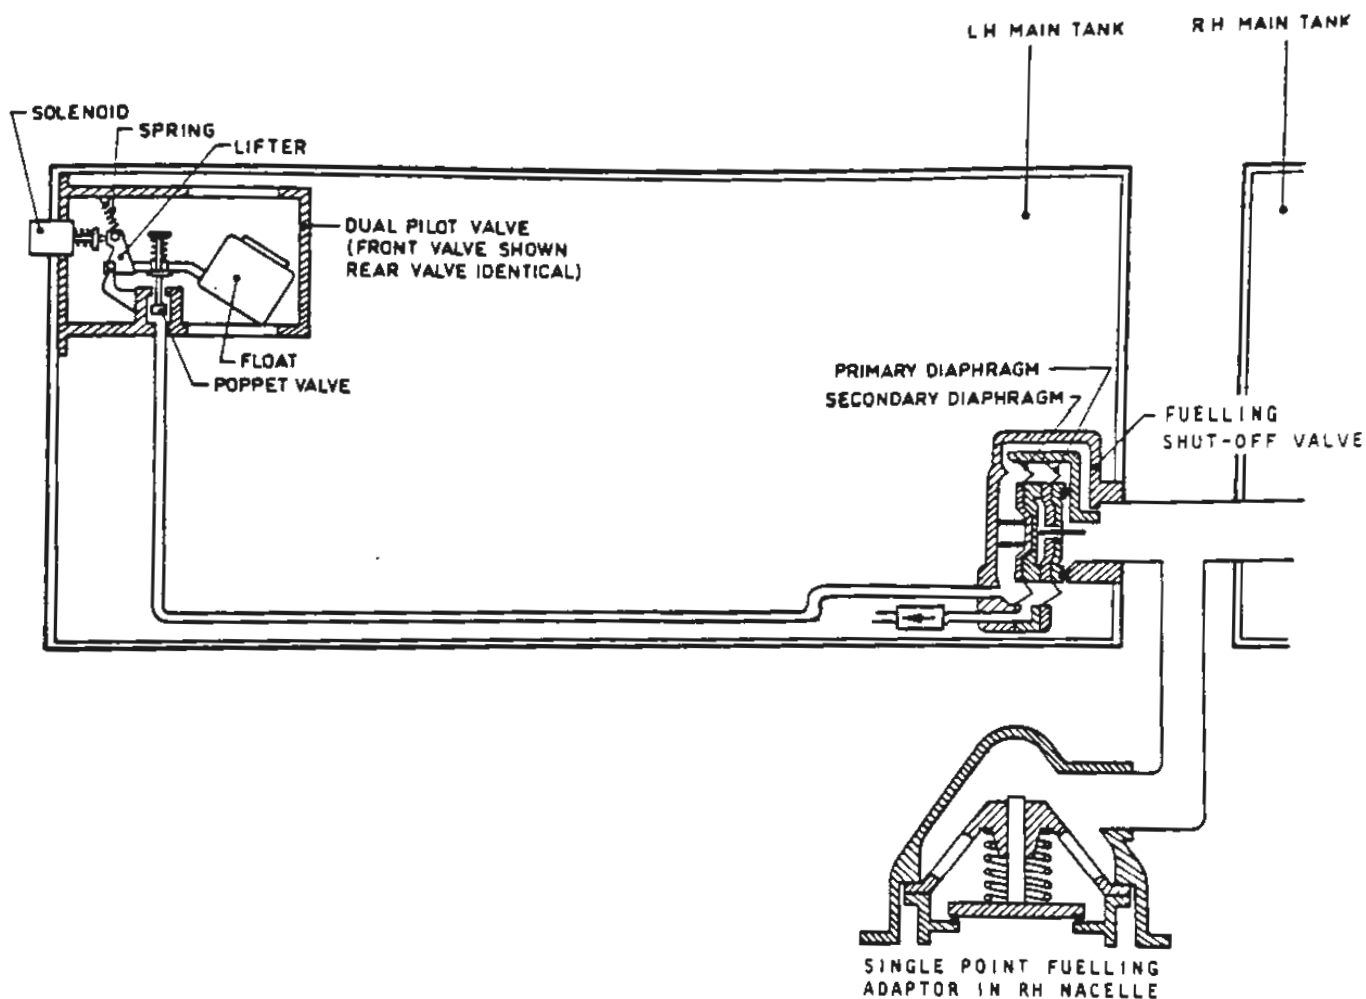 LH MAIN TANK
RH MAIN TANK
SOLENOID
SPRING
LIFTER
DUAL PILOT VALVE
(FRONT VALVE SHOWN
REAR VALVE IDENTICAL)
FLOAT
POPPET VALVE
PRIMARY DIAPHRAGM
SECONDARY DIAPHRAGM
FUELLING
SHUT-OFF VALVE
SINGLE POINT FUELLING
ADAPTOR IN RH NACELLE